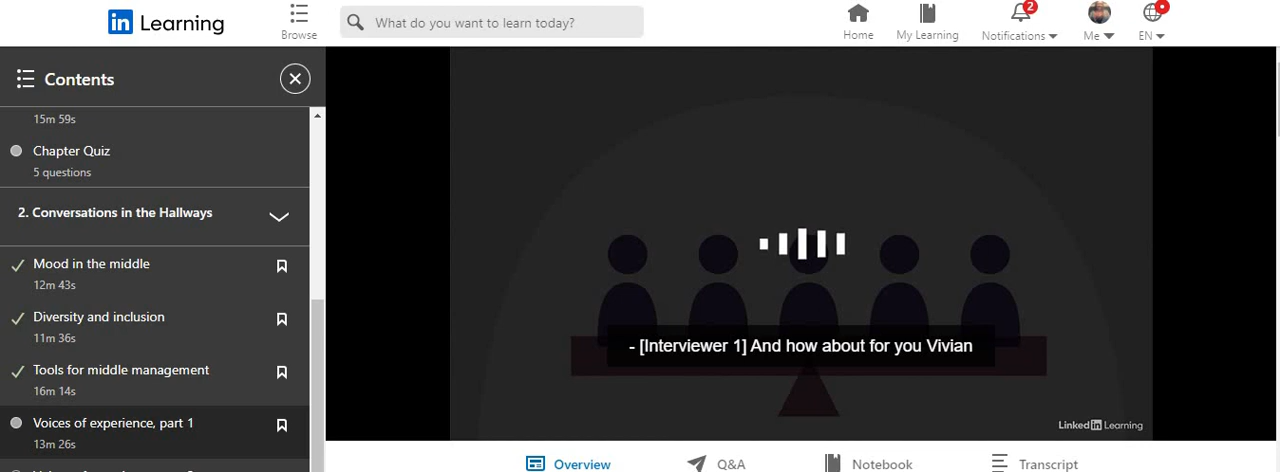 in Learning
Browse
What do you want to learn today?
Home
My Learning
2
Notifications
Me
EN
Contents
15m 59s
Chapter Quiz
5 questions
2. Conversations in the Hallways
Mood in the middle
12m 43s
Diversity and inclusion
11m 36s
Tools for middle management
16m 14s
Voices of experience, part 1
13m 26s
- [Interviewer 1] And how about for you Vivian
Linked in Learning
Overview
Q&A
Notebook
Transcript